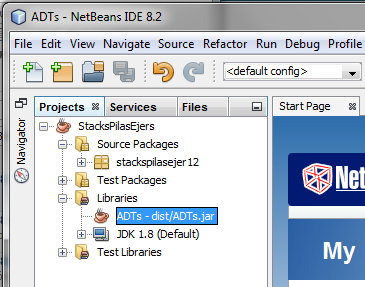 ADTs - NetBeans IDE 8.2
File Edit View Navigate Source Refactor Run Debug Profile
<default config>
Projects Services Files
Start Page
Navigator
StacksPilasEjers
Source Packages
stackspilasejer12
Test Packages
Libraries
ADTs - dist/ADTs.jar
JDK 1.8 (Default)
Test Libraries
Net
My